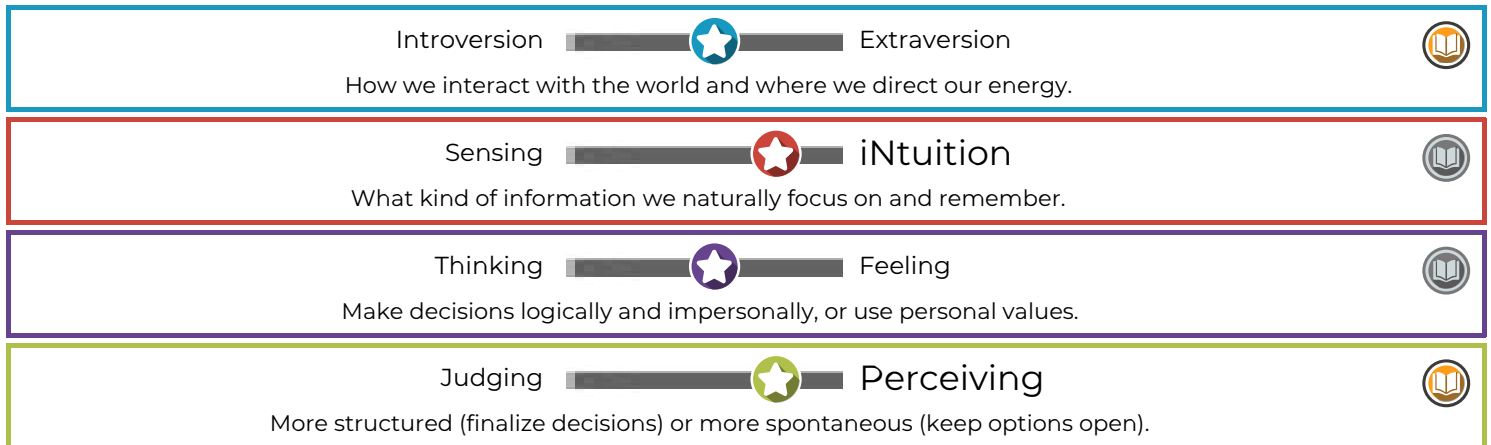 Introversion Extraversion
How we interact with the world and where we direct our energy.
Sensing iNtuition
What kind of information we naturally focus on and remember.
Thinking Feeling
Make decisions logically and impersonally, or use personal values.
Judging Perceiving
More structured (finalize decisions) or more spontaneous (keep options open).